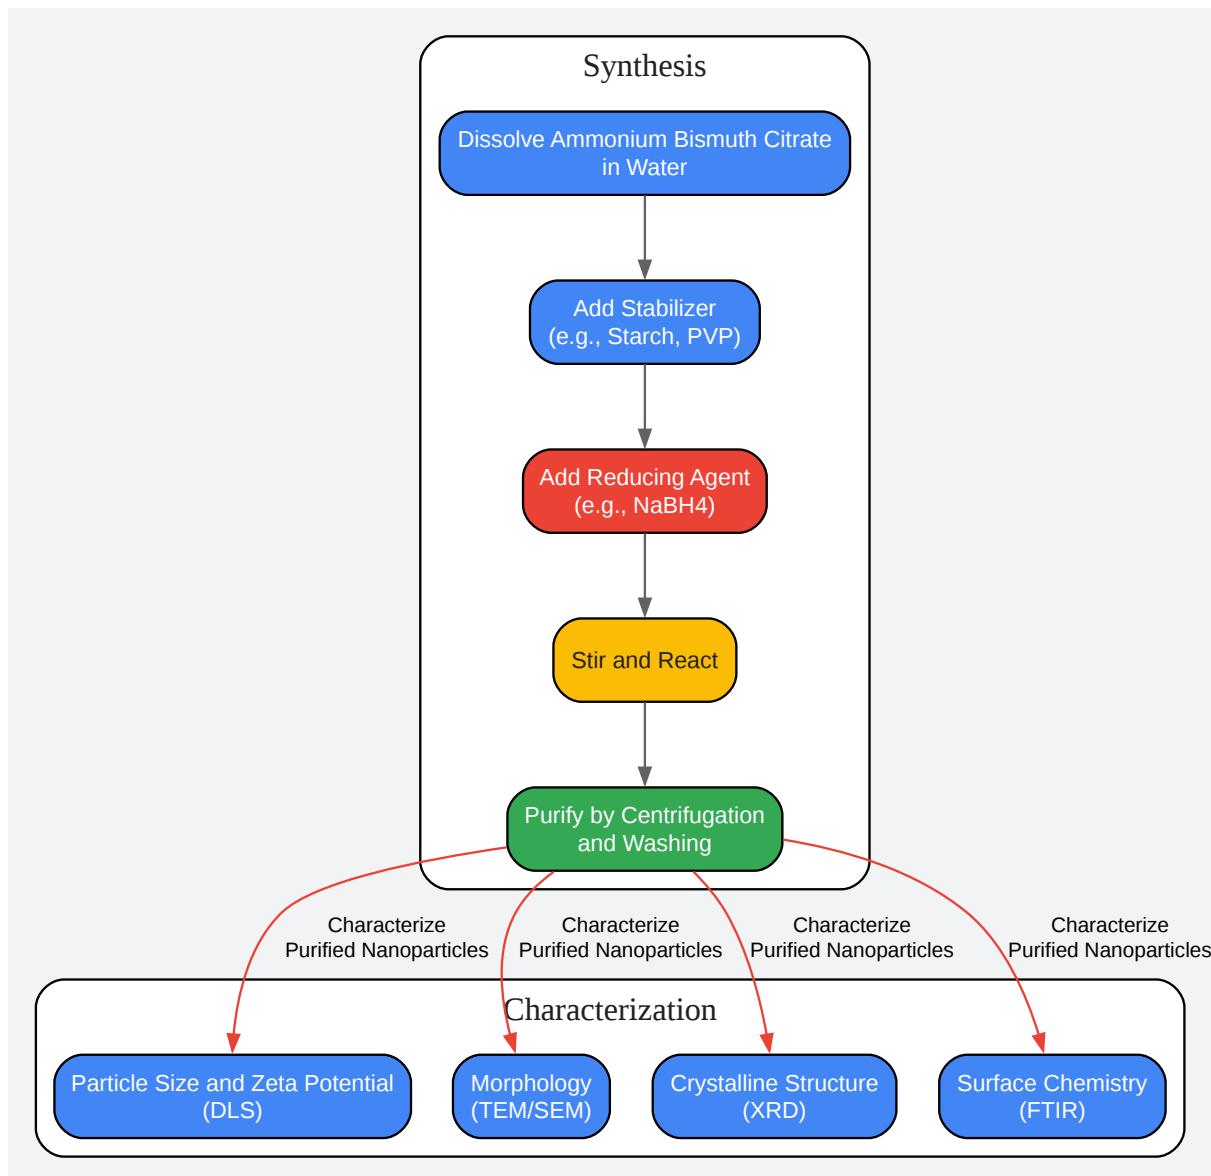 Synthesis
Dissolve Ammonium Bismuth Citrate
in Water
Add Stabilizer
(e.g., Starch, PVP)
Add Reducing Agent
(e.g., NaBH4)
Stir and React
Purify by Centrifugation
and Washing
Characterize
Purified Nanoparticles
Characterize
Purified Nanoparticles
Characterize
Purified Nanoparticles
Characterize
Purified Nanoparticles
Characterization
Particle Size and Zeta Potential
(DLS)
Morphology
(TEM/SEM)
Crystalline Structure
(XRD)
Surface Chemistry
(FTIR)